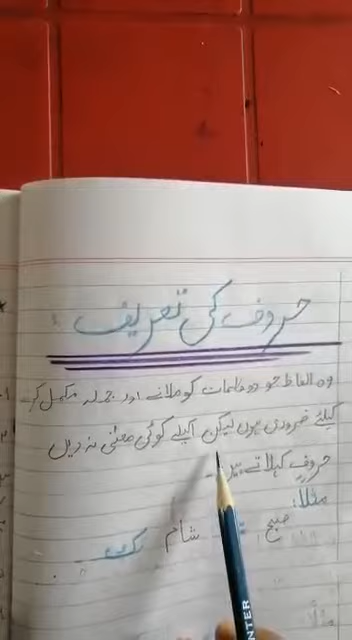 حروف کی تعریف:
وہ الفاظ جو دو کلمات کو ملانے اور جملہ مکمل کرنے
کیلئے ضروری ہوں لیکن اکیلے کوئی معنی نہ دیں
حروف کہلاتے ہیں۔
مثلاً:
صبح شام تک